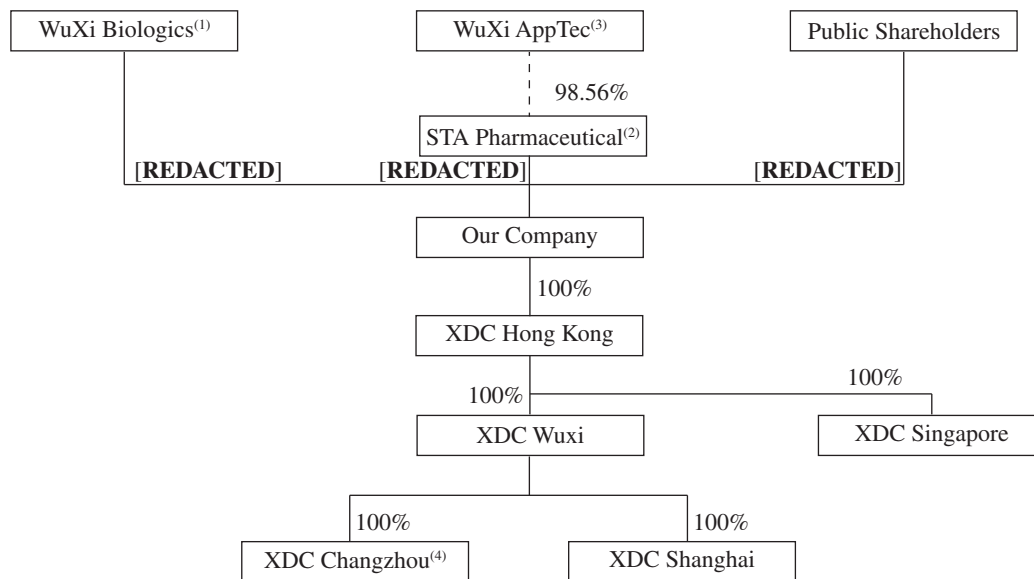 WuXi Biologics(1)
WuXi AppTec(3)
Public Shareholders
98.56%
STA Pharmaceutical(2)
[REDACTED]
[REDACTED]
[REDACTED]
Our Company
100%
XDC Hong Kong
100%
100%
XDC Wuxi
XDC Singapore
100%
100%
XDC Changzhou(4)
XDC Shanghai